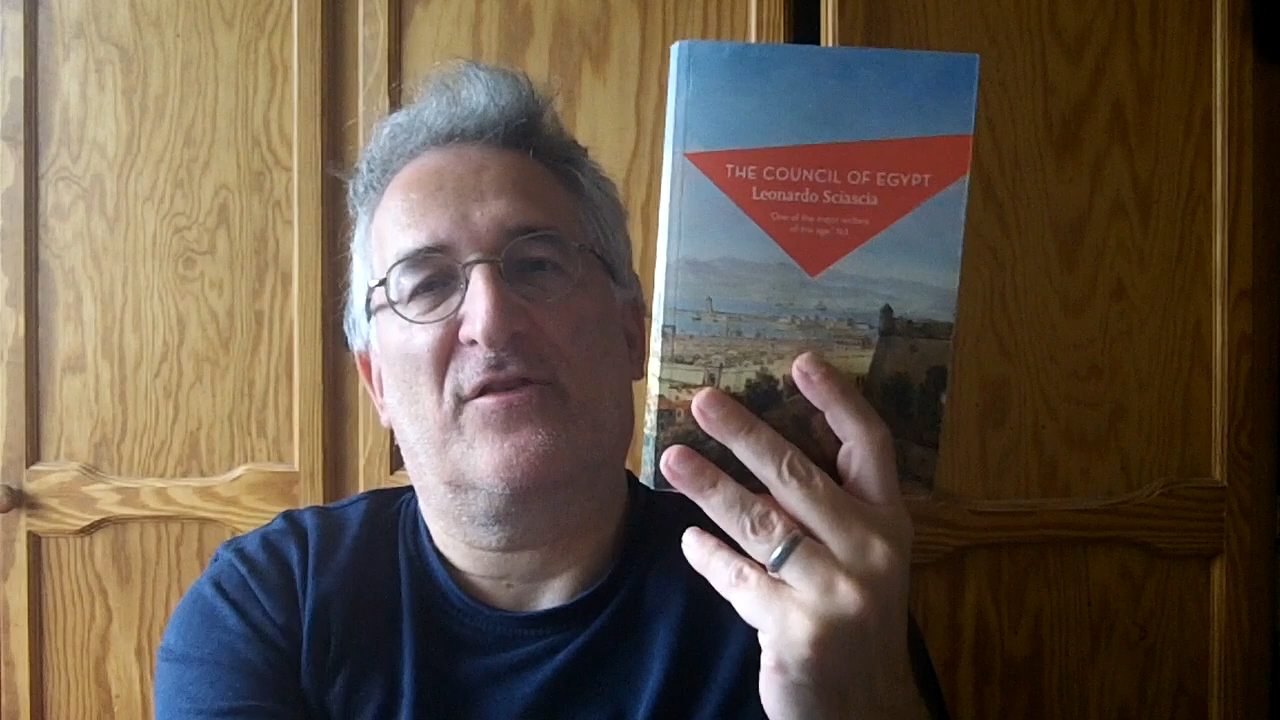 THE COUNCIL OF EGYPT
Leonardo Sciascia
'One of the major writers
of the age'